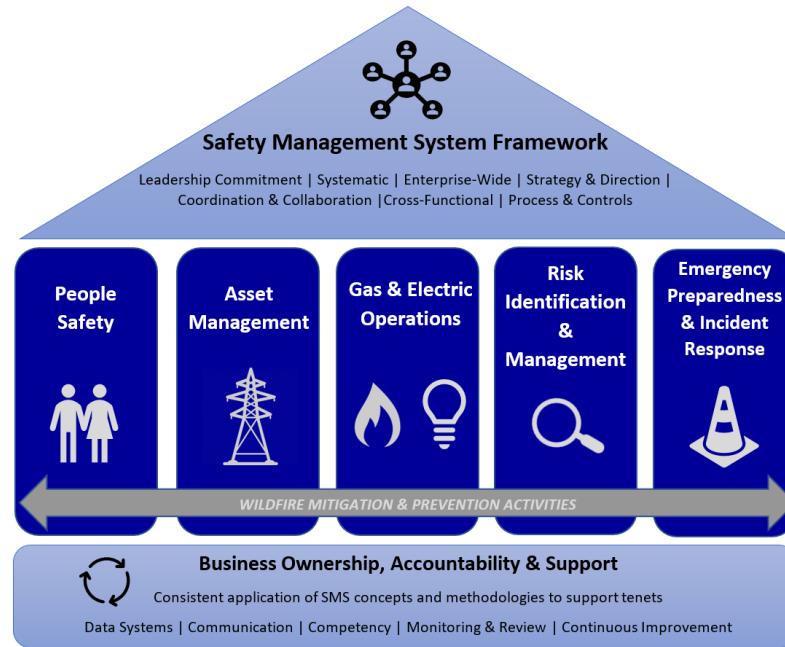 Safety Management System Framework
Leadership Commitment | Systematic | Enterprise-Wide | Strategy & Direction |
Coordination & Collaboration |Cross-Functional | Process & Controls
People
Safety
Asset
Management
Gas & Electric
Operations
Risk
Identification
&
Management
Emergency
Preparedness
& Incident
Response
WILDFIRE MITIGATION & PREVENTION ACTIVITIES
Business Ownership, Accountability & Support
Consistent application of SMS concepts and methodologies to support tenets
Data Systems | Communication | Competency | Monitoring & Review | Continuous Improvement